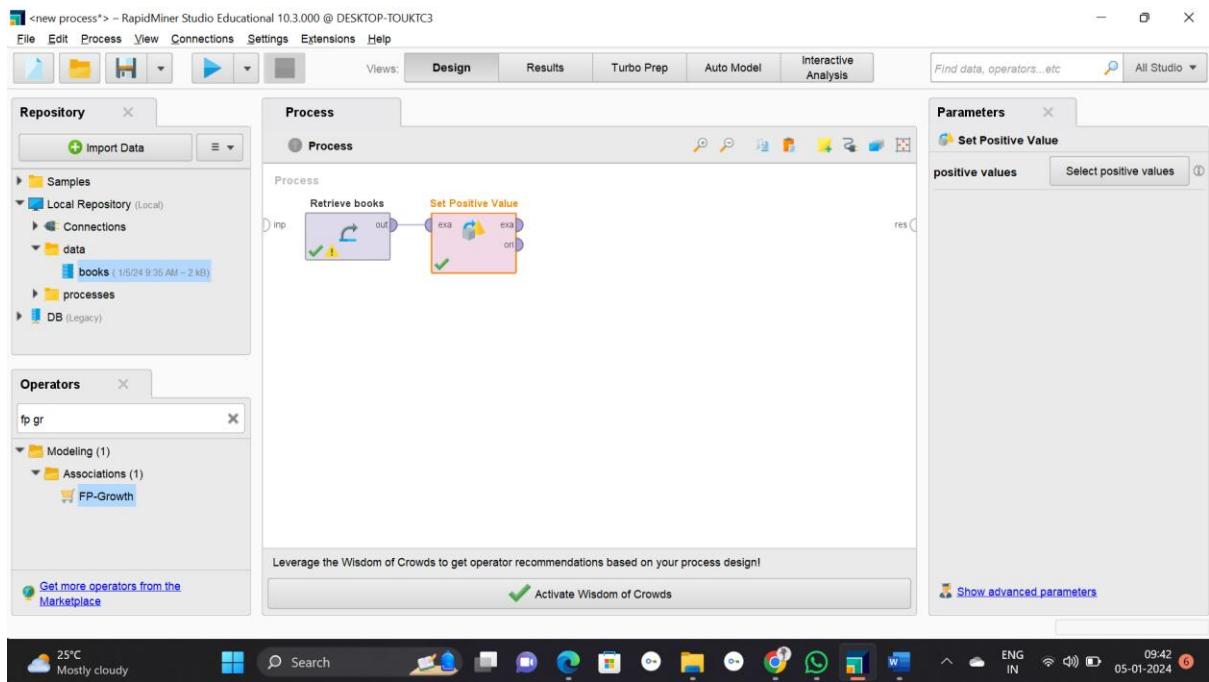 <new process*> – RapidMiner Studio Educational 10.3.000 @ DESKTOP-TOUKTC3
File Edit Process View Connections Settings Extensions Help
Views: Design Results Turbo Prep Auto Model Interactive Analysis
Find data, operators...etc All Studio
Repository
Import Data
Samples
Local Repository (Local)
Connections
data
books ( 1/5/24 9:35 AM – 2 kB)
processes
DB (Legacy)
Operators
fp gr
Modeling (1)
Associations (1)
FP-Growth
Get more operators from the
Marketplace
Process
Process
Process
Retrieve books Set Positive Value
inp out exa exa res
ori
Leverage the Wisdom of Crowds to get operator recommendations based on your process design!
Activate Wisdom of Crowds
Parameters
Set Positive Value
positive values Select positive values
Show advanced parameters
25°C
Mostly cloudy
Search
ENG
IN
09:42
05-01-2024
6